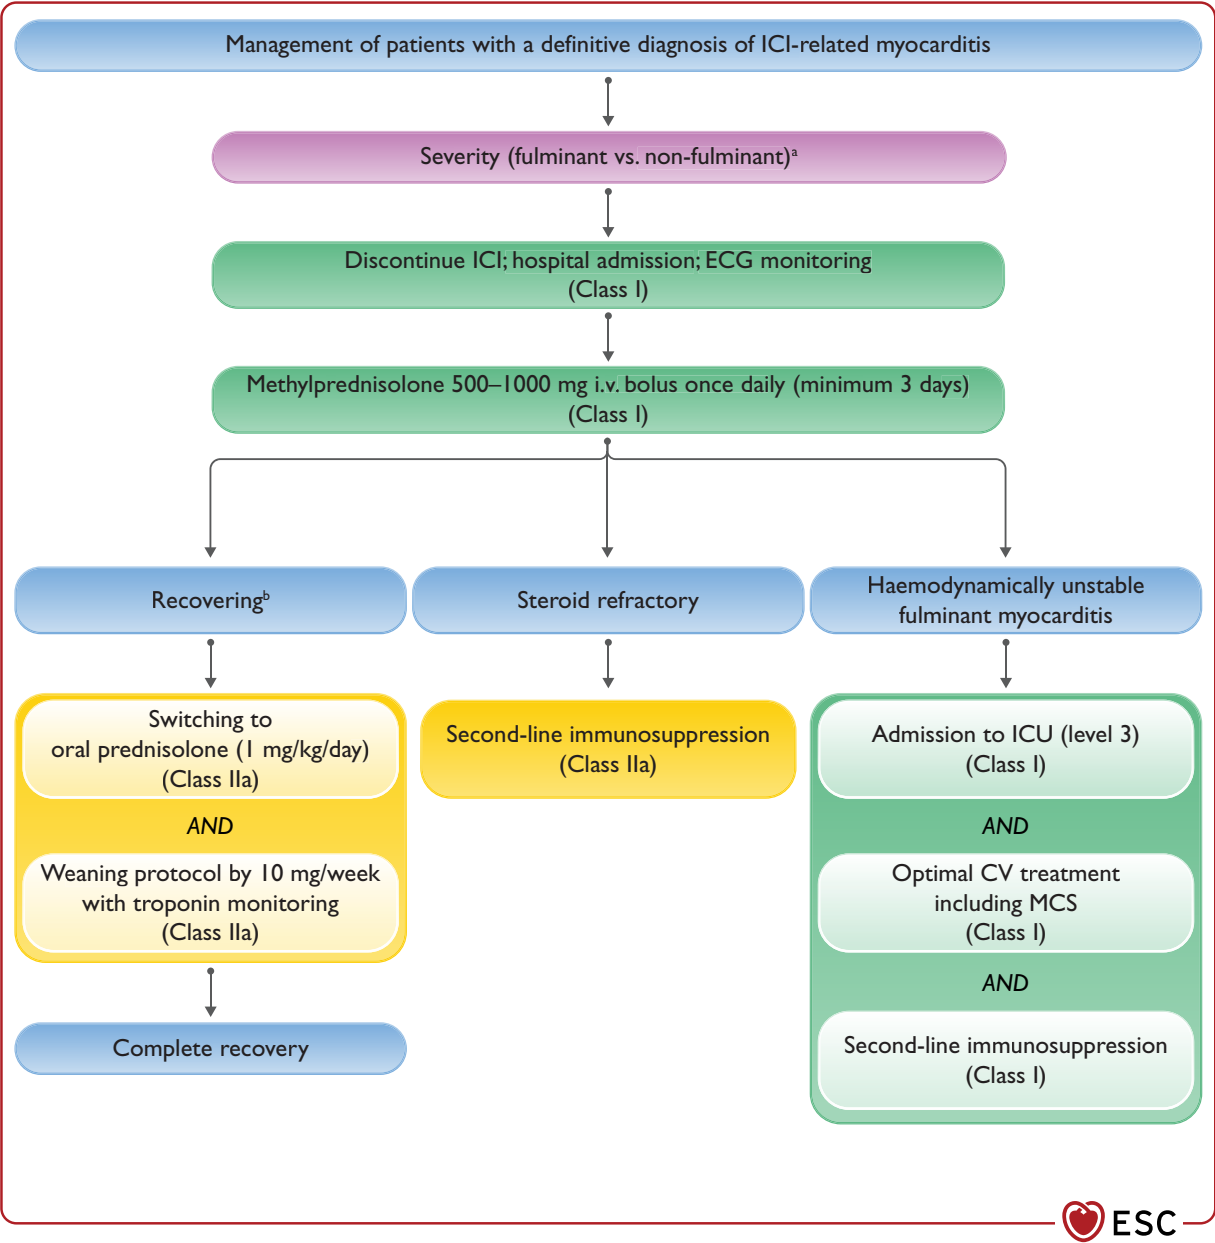 Management of patients with a definitive diagnosis of ICI-related myocarditis
Severity (fulminant vs. non-fulminant)ᵃ
Discontinue ICI; hospital admission; ECG monitoring
(Class I)
Methylprednisolone 500–1000 mg i.v. bolus once daily (minimum 3 days)
(Class I)
Recoveringᵇ
Switching to
oral prednisolone (1 mg/kg/day)
(Class IIa)
AND
Weaning protocol by 10 mg/week
with troponin monitoring
(Class IIa)
Complete recovery
Steroid refractory
Second-line immunosuppression
(Class IIa)
Haemodynamically unstable
fulminant myocarditis
Admission to ICU (level 3)
(Class I)
AND
Optimal CV treatment
including MCS
(Class I)
AND
Second-line immunosuppression
(Class I)
ESC